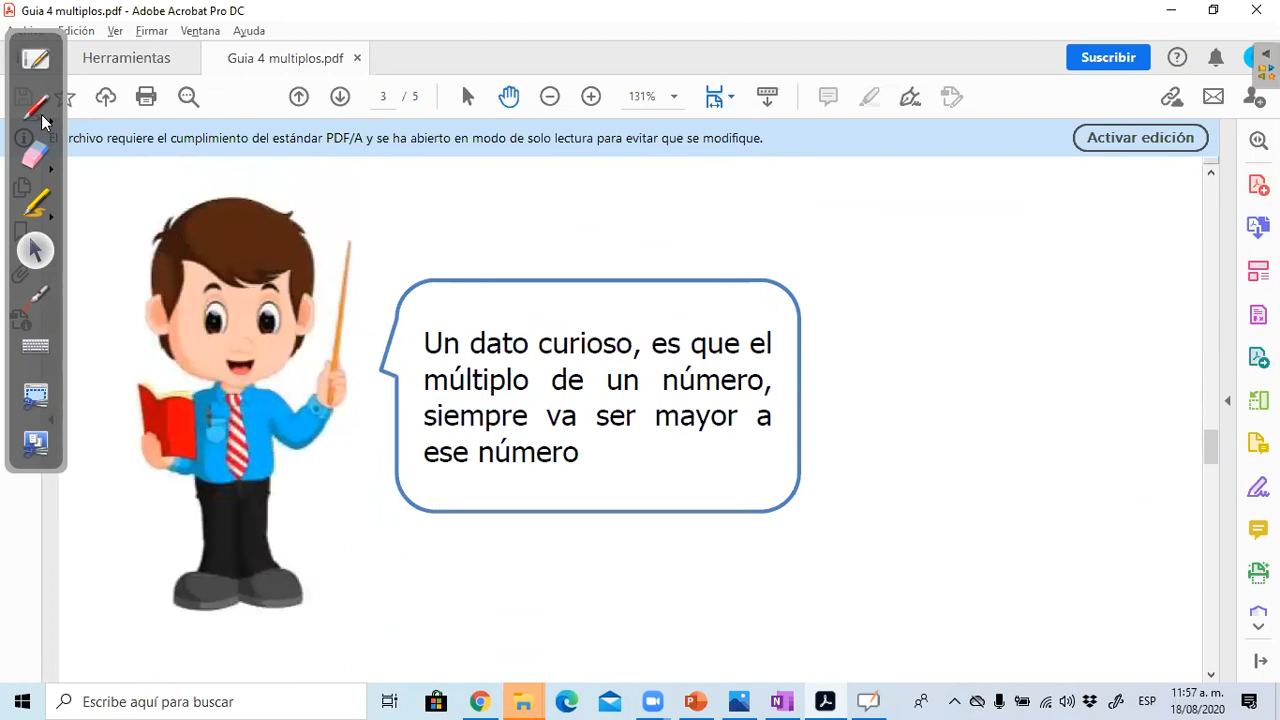 Guia 4 multiplos.pdf - Adobe Acrobat Pro DC
Edición Ver Firmar Ventana Ayuda
Herramientas Guia 4 multiplos.pdf × Suscribir
3 / 5 131%
archivo requiere el cumplimiento del estándar PDF/A y se ha abierto en modo de solo lectura para evitar que se modifique. Activar edición
Un dato curioso, es que el
múltiplo de un número,
siempre va ser mayor a
ese número
Escribe aquí para buscar
ESP
11:57 a. m.
18/08/2020